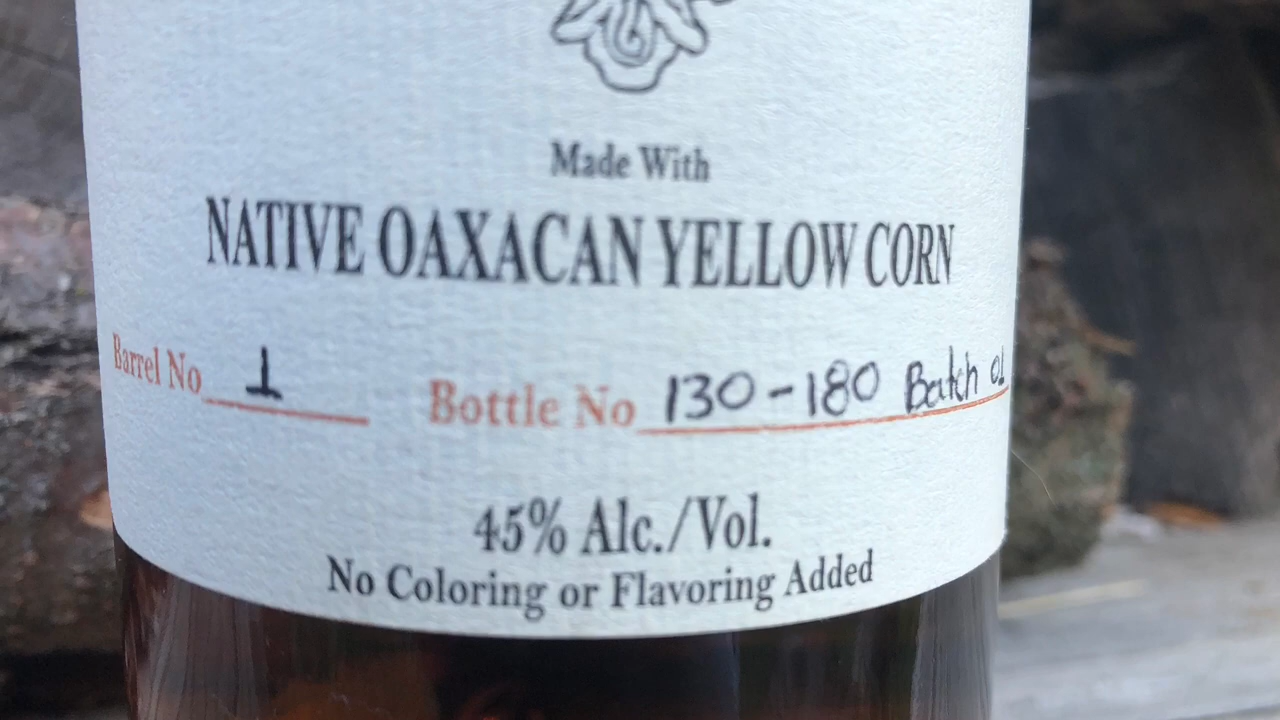 Made With
NATIVE OAXACAN YELLOW CORN
Barrel No 1 Bottle No 130-180 Batch 01
45% Alc./Vol.
No Coloring or Flavoring Added